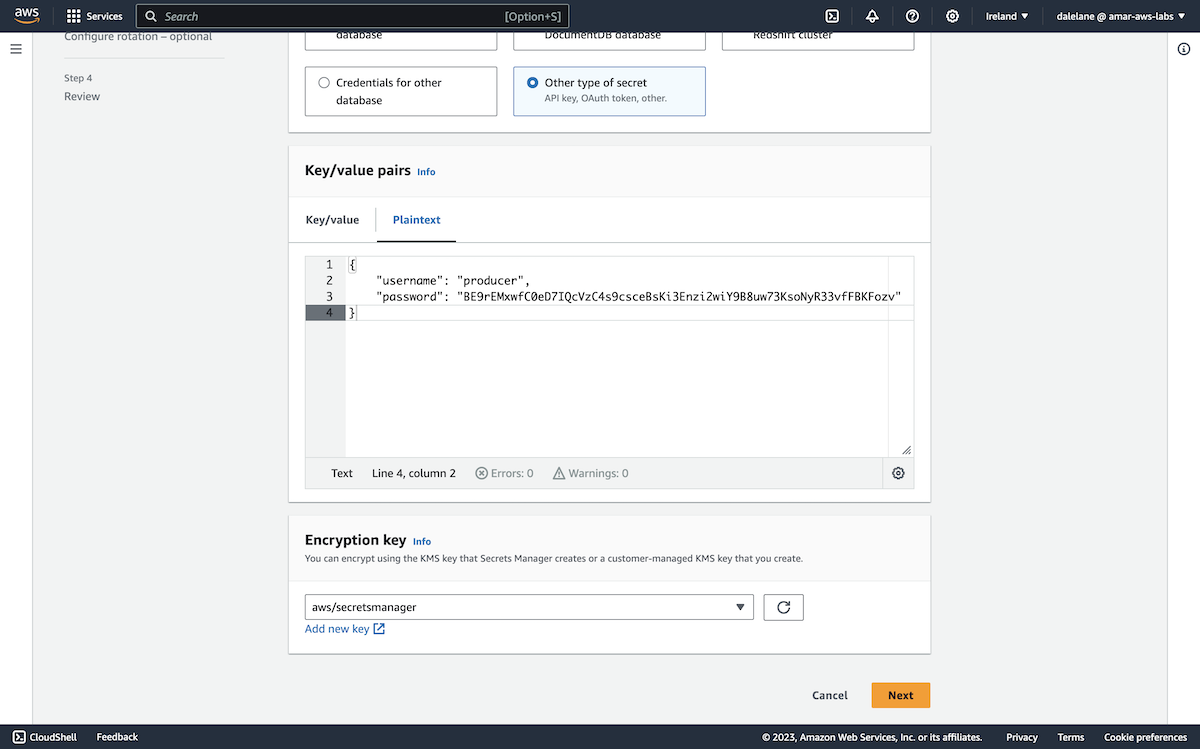 aws
Services
Search
[Option+S]
Ireland ▼
dalelane @ amar-aws-labs ▼
Configure rotation – optional
Step 4
Review
database
DocumentDB database
Redshift cluster
Credentials for other
database
Other type of secret
API key, OAuth token, other.
Key/value pairs Info
Key/value
Plaintext
1 {
2 "username": "producer",
3 "password": "BE9rEMxwfC0eD7IQcVzC4s9csceBsKi3Enzi2wiY9B8uw73KsoNyR33vfFBKFozv"
4 }
Text Line 4, column 2 Errors: 0 Warnings: 0
Encryption key Info
You can encrypt using the KMS key that Secrets Manager creates or a customer-managed KMS key that you create.
aws/secretsmanager
Add new key
Cancel
Next
CloudShell
Feedback
© 2023, Amazon Web Services, Inc. or its affiliates.
Privacy
Terms
Cookie preferences